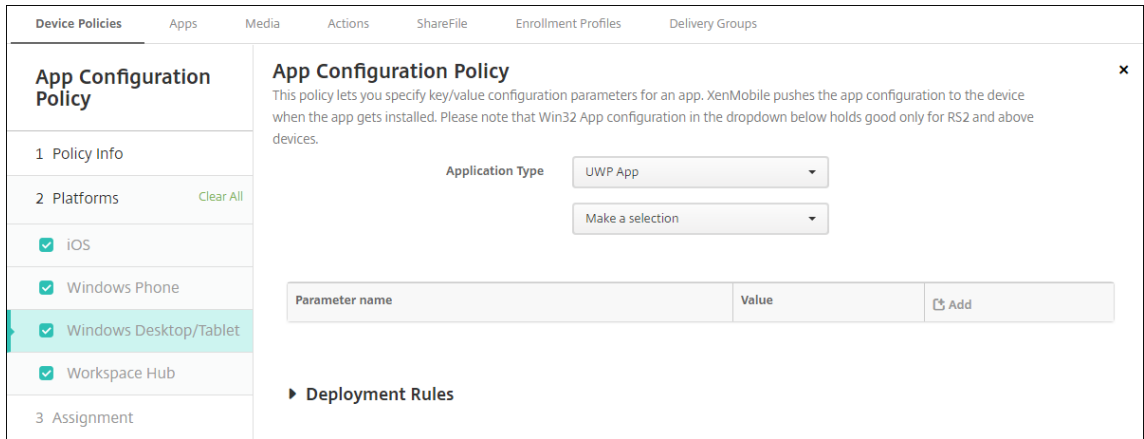 Device Policies Apps Media Actions ShareFile Enrollment Profiles Delivery Groups
App Configuration
Policy
1 Policy Info
2 Platforms Clear All
iOS
Windows Phone
Windows Desktop/Tablet
Workspace Hub
3 Assignment
App Configuration Policy
This policy lets you specify key/value configuration parameters for an app. XenMobile pushes the app configuration to the device
when the app gets installed. Please note that Win32 App configuration in the dropdown below holds good only for RS2 and above
devices.
Application Type UWP App
Make a selection
Parameter name Value Add
Deployment Rules